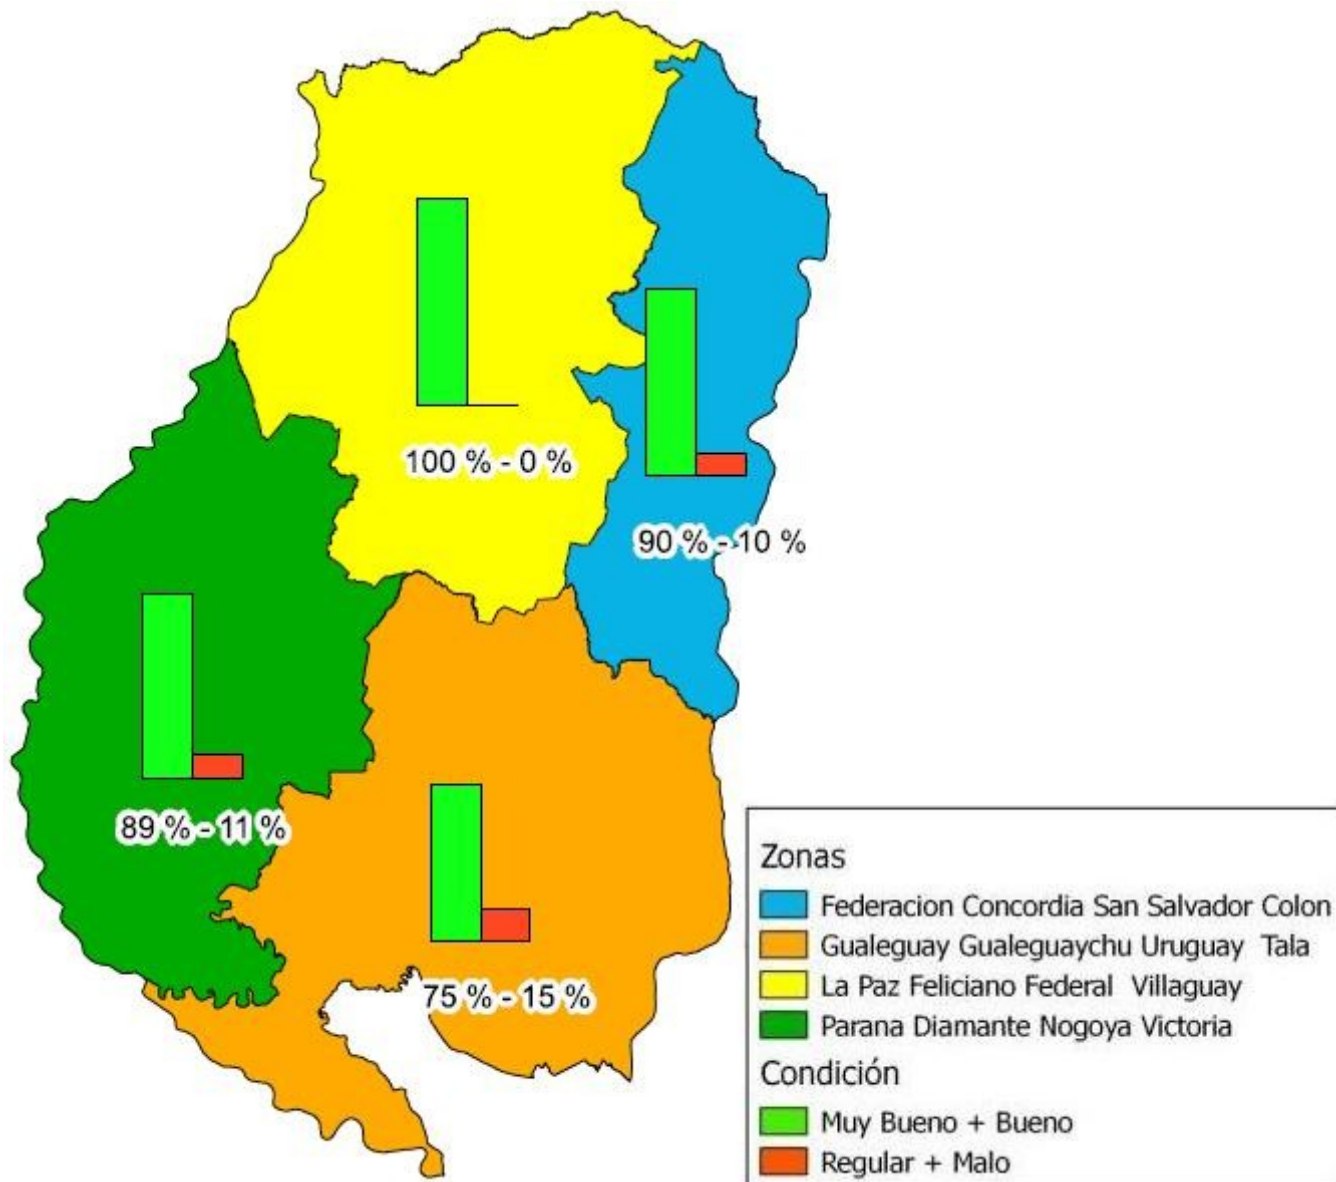 100 % - 0 %
90 % - 10 %
89 % - 11 %
75 % - 15 %
Zonas
Federacion Concordia San Salvador Colon
Gualeguay Gualeguaychu Uruguay Tala
La Paz Feliciano Federal Villaguay
Parana Diamante Nogoya Victoria
Condición
Muy Bueno + Bueno
Regular + Malo